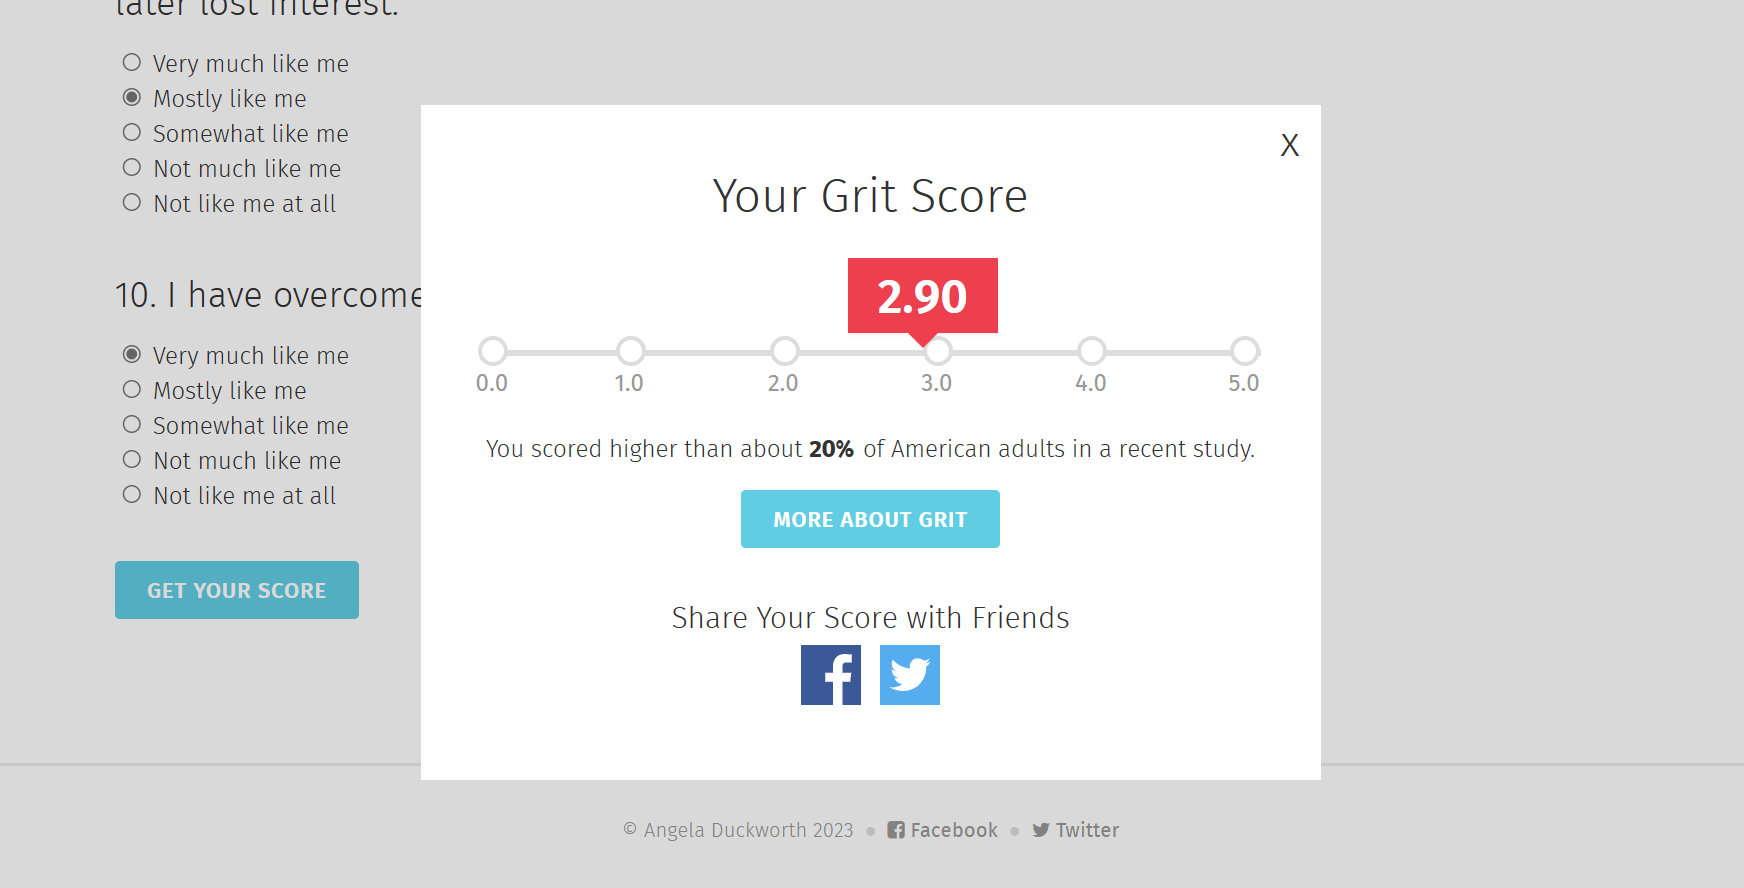 later lost interest.
Very much like me
Mostly like me
Somewhat like me
Not much like me
Not like me at all
10. I have overcome
Very much like me
Mostly like me
Somewhat like me
Not much like me
Not like me at all
GET YOUR SCORE
X
Your Grit Score
2.90
0.0 1.0 2.0 3.0 4.0 5.0
You scored higher than about 20% of American adults in a recent study.
MORE ABOUT GRIT
Share Your Score with Friends
© Angela Duckworth 2023 • Facebook • Twitter